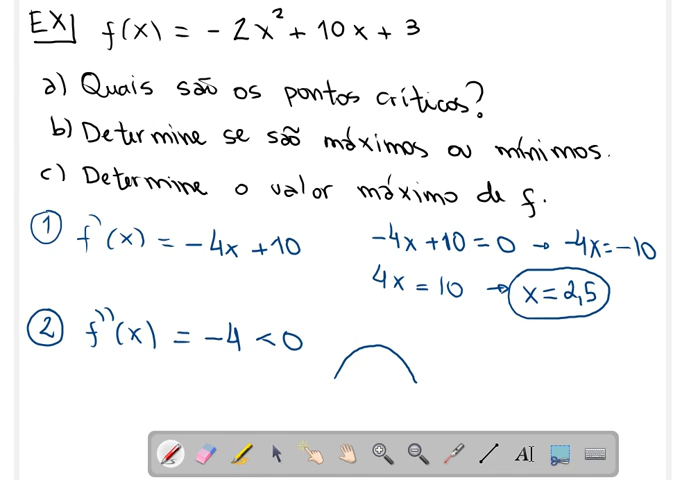 EX] f(x) = - 2x² + 10x + 3
a) Quais são os pontos críticos?
b) Determine se são máximos ou mínimos.
c) Determine o valor máximo de f.
① f'(x) = -4x + 10
-4x + 10 = 0 → -4x = -10
4x = 10 → x = 2,5
② f''(x) = -4 < 0
AI